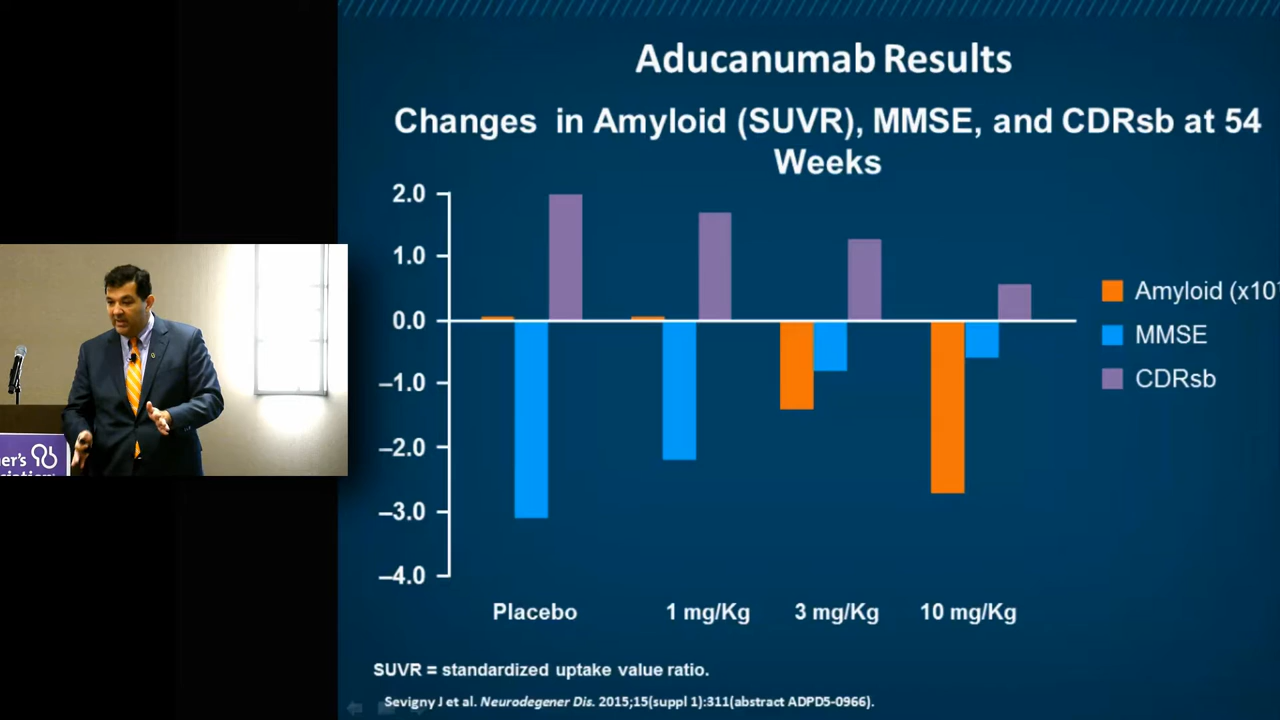 Aducanumab Results
Changes in Amyloid (SUVR), MMSE, and CDRsb at 54
Weeks
2.0
1.0
0.0
–1.0
–2.0
–3.0
–4.0
Placebo
1 mg/Kg
3 mg/Kg
10 mg/Kg
Amyloid (x10
MMSE
CDRsb
SUVR = standardized uptake value ratio.
Sevigny J et al. Neurodegener Dis. 2015;15(suppl 1):311(abstract ADPD5-0966).
er's